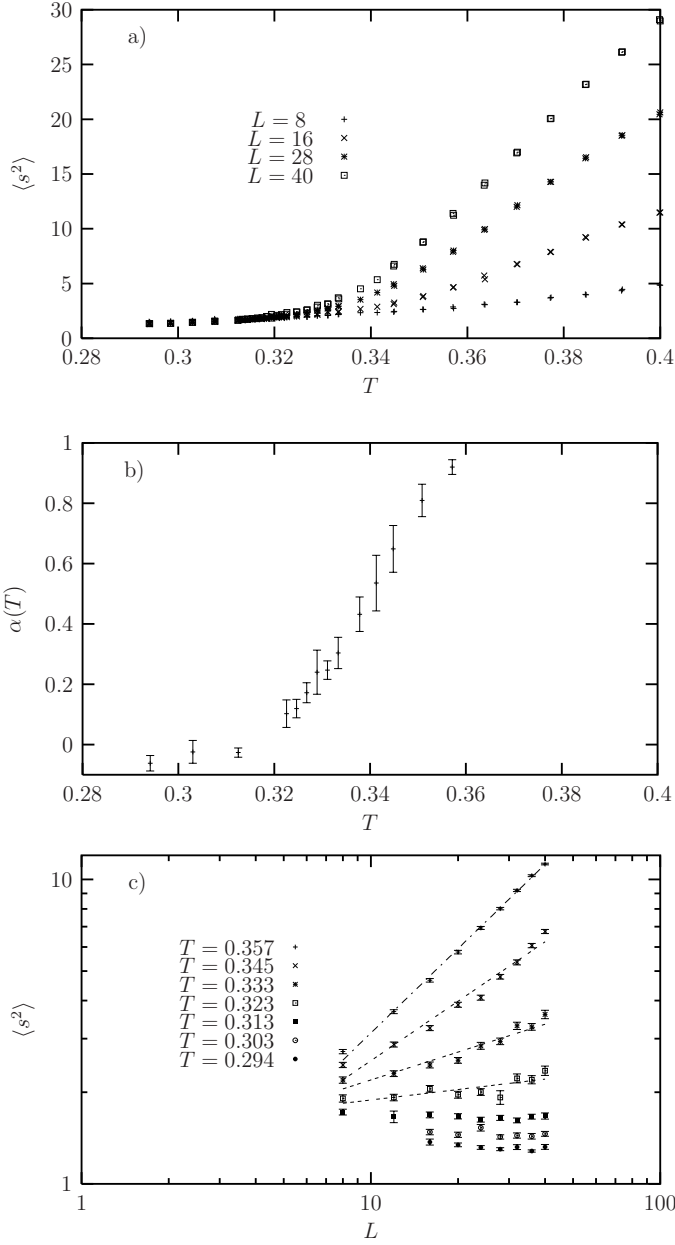 a)
30
25
20
15
10
5
0
⟨s²⟩
L = 8
L = 16
L = 28
L = 40
0.28 0.3 0.32 0.34 0.36 0.38 0.4
T
b)
1
0.8
0.6
0.4
0.2
0
α(T)
0.28 0.3 0.32 0.34 0.36 0.38 0.4
T
c)
10
1
⟨s²⟩
T = 0.357
T = 0.345
T = 0.333
T = 0.323
T = 0.313
T = 0.303
T = 0.294
1 10 100
L